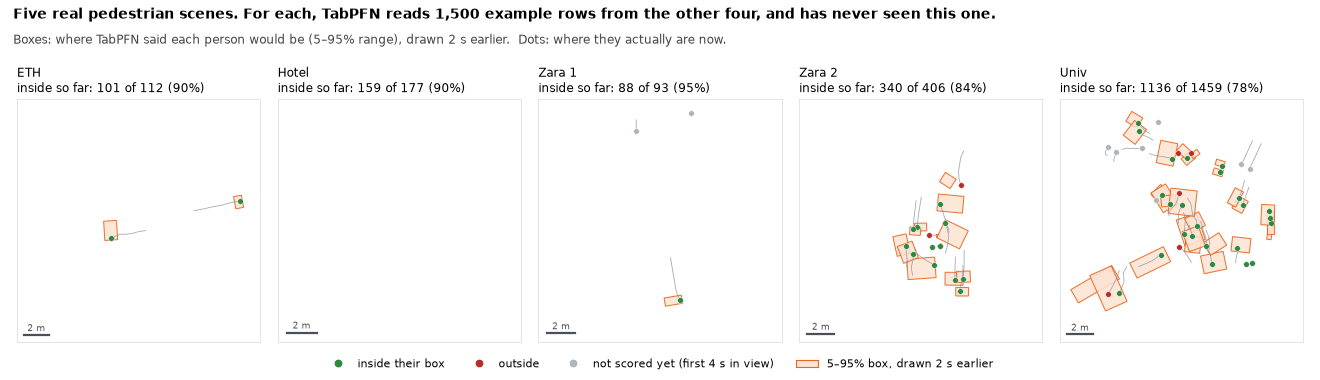 Five real pedestrian scenes. For each, TabPFN reads 1,500 example rows from the other four, and has never seen this one.
Boxes: where TabPFN said each person would be (5–95% range), drawn 2 s earlier.  Dots: where they actually are now.
ETH
inside so far: 101 of 112 (90%)
Hotel
inside so far: 159 of 177 (90%)
Zara 1
inside so far: 88 of 93 (95%)
Zara 2
inside so far: 340 of 406 (84%)
Univ
inside so far: 1136 of 1459 (78%)
2 m
2 m
2 m
2 m
2 m
inside their box
outside
not scored yet (first 4 s in view)
5–95% box, drawn 2 s earlier